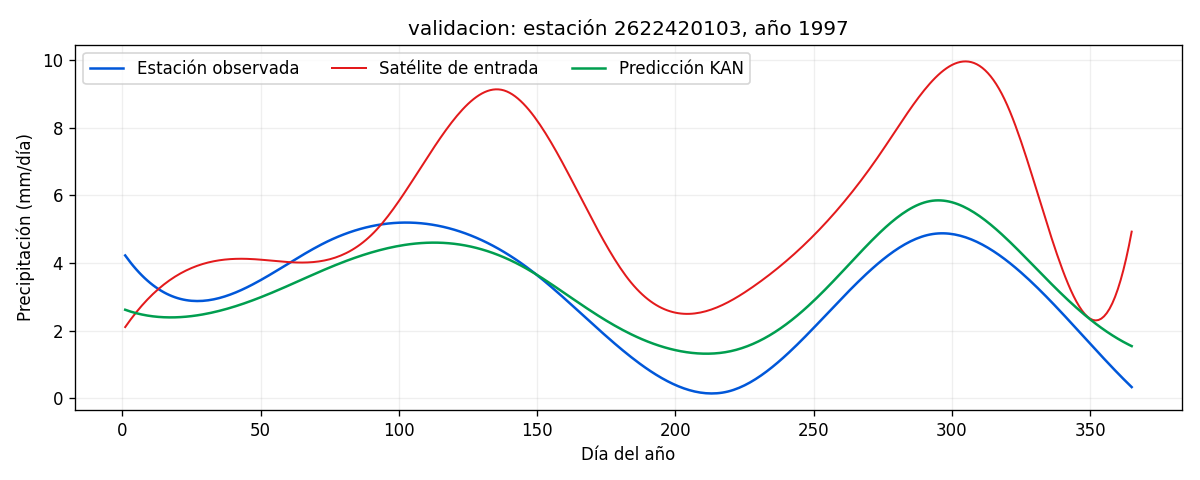 validacion: estación 2622420103, año 1997
Estación observada
Satélite de entrada
Predicción KAN
Precipitación (mm/día)
10
8
6
4
2
0
0 50 100 150 200 250 300 350
Día del año